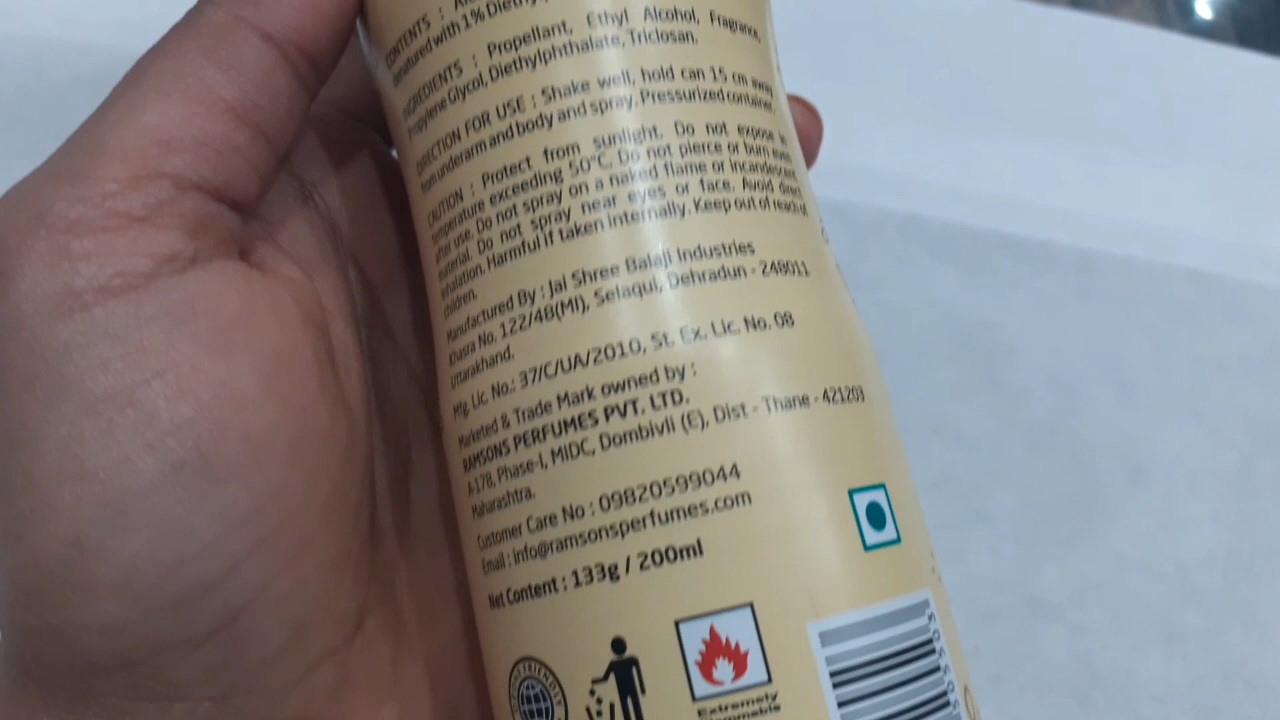 CONTENTS :
denatured with 1% Diethyl
INGREDIENTS : Propellant, Ethyl Alcohol, Fragrance,
Propylene Glycol, Diethylphthalate, Triclosan.
DIRECTION FOR USE : Shake well, hold can 15 cm away
from underarm and body and spray. Pressurized container.
CAUTION : Protect from sunlight. Do not expose to
temperature exceeding 50°C. Do not pierce or burn even
after use. Do not spray on a naked flame or incandescent
material. Do not spray near eyes or face. Avoid direct
inhalation. Harmful if taken internally. Keep out of reach of
children.
Manufactured By : Jai Shree Balaji Industries
Khasra No. 122/48(MI), Selaqui, Dehradun - 248011
Uttarakhand.
Mfg. Lic. No.: 37/C/UA/2010, St. Ex. Lic. No. 08
Marketed & Trade Mark owned by :
RAMSONS PERFUMES PVT. LTD.
A-178, Phase-I, MIDC, Dombivli (E), Dist - Thane - 421203
Maharashtra.
Customer Care No : 09820599044
Email : info@ramsonsperfumes.com
Net Content : 133g / 200ml
FRIENDLY
Extremely